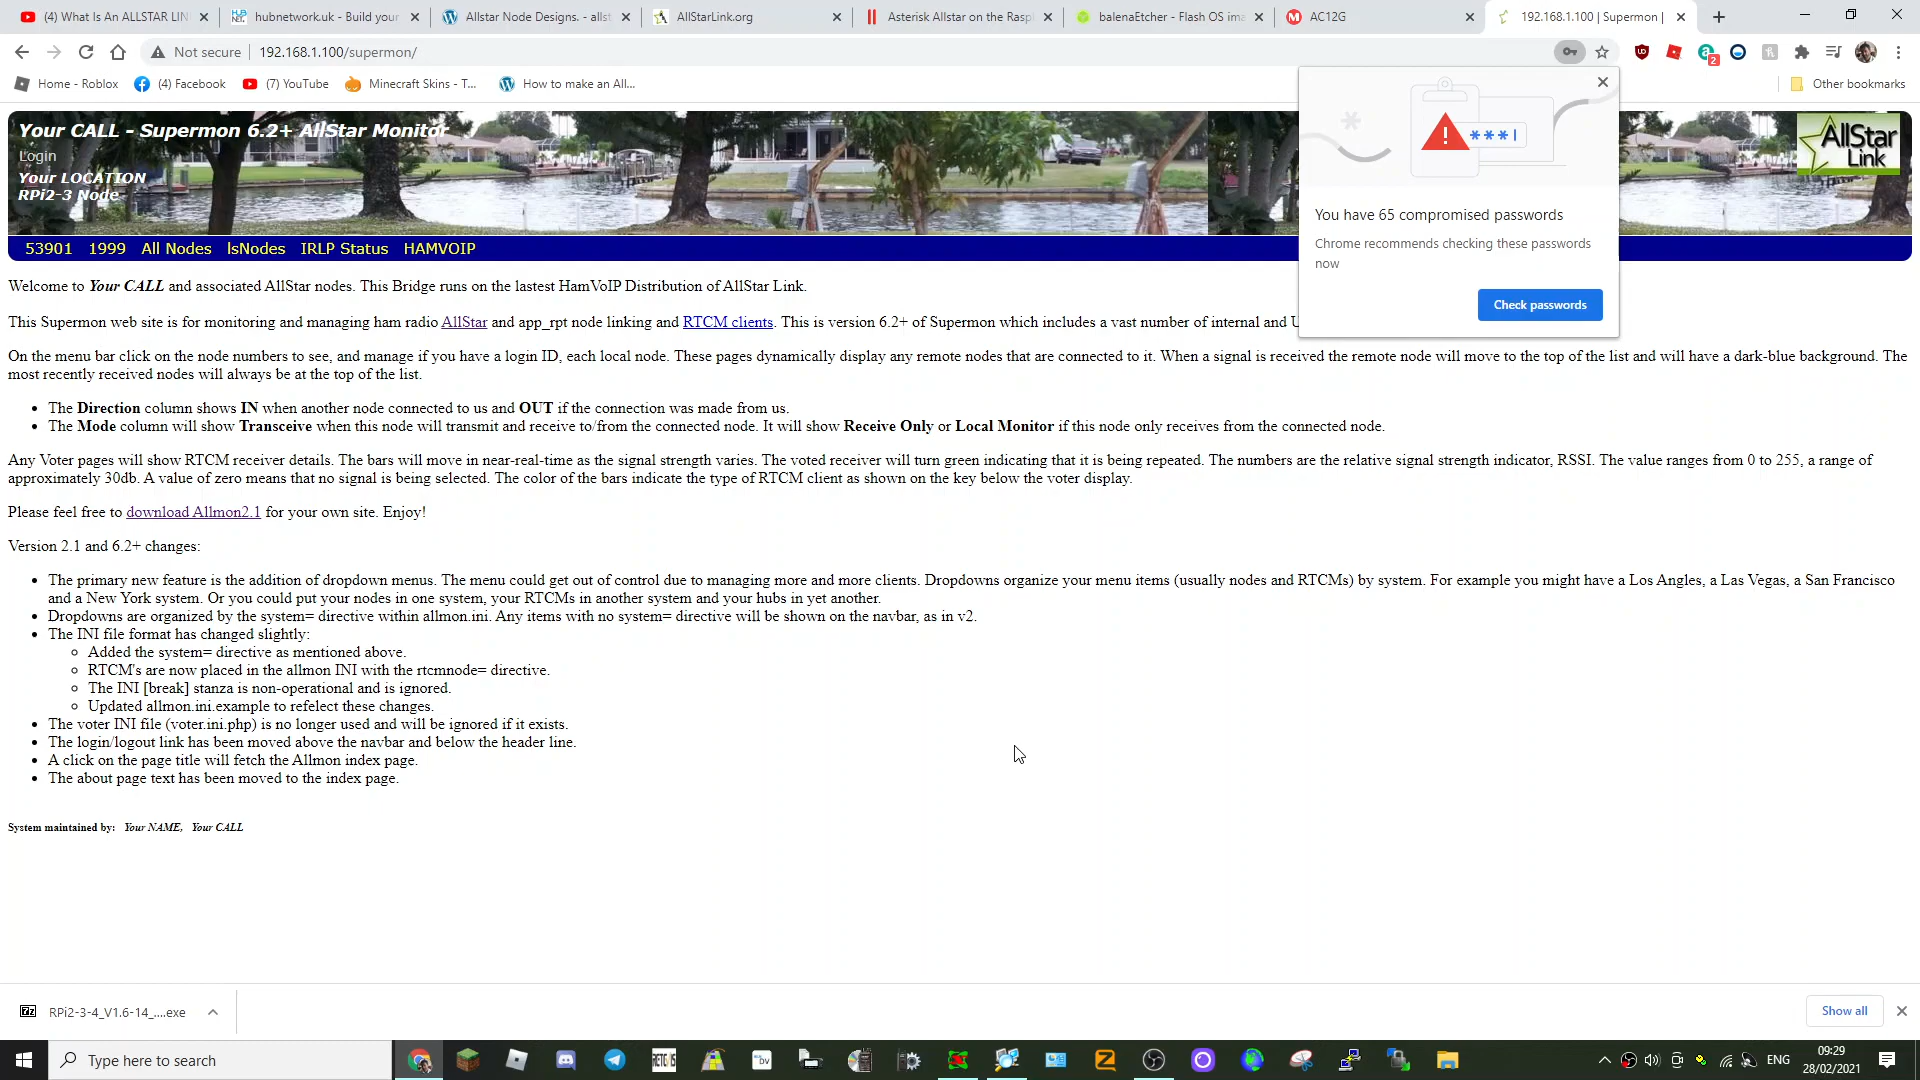 (4) What Is An ALLSTAR LIN
hubnetwork.uk - Build your
Allstar Node Designs. - allst
AllStarLink.org
Asterisk Allstar on the Rasp
balenaEtcher - Flash OS ima
AC12G
192.168.1.100 | Supermon |
Not secure
192.168.1.100/supermon/
2
Home - Roblox
(4) Facebook
(7) YouTube
Minecraft Skins - T...
How to make an All...
Other bookmarks
Your CALL - Supermon 6.2+ AllStar Monitor
Login
Your LOCATION
RPi2-3 Node
AllStar
Link
53901 1999 All Nodes lsNodes IRLP Status HAMVOIP
***|
You have 65 compromised passwords
Chrome recommends checking these passwords
now
Check passwords
Welcome to Your CALL and associated AllStar nodes. This Bridge runs on the lastest HamVoIP Distribution of AllStar Link.
This Supermon web site is for monitoring and managing ham radio AllStar and app_rpt node linking and RTCM clients. This is version 6.2+ of Supermon which includes a vast number of internal and U
On the menu bar click on the node numbers to see, and manage if you have a login ID, each local node. These pages dynamically display any remote nodes that are connected to it. When a signal is received the remote node will move to the top of the list and will have a dark-blue background. The
most recently received nodes will always be at the top of the list.
The Direction column shows IN when another node connected to us and OUT if the connection was made from us.
The Mode column will show Transceive when this node will transmit and receive to/from the connected node. It will show Receive Only or Local Monitor if this node only receives from the connected node.
Any Voter pages will show RTCM receiver details. The bars will move in near-real-time as the signal strength varies. The voted receiver will turn green indicating that it is being repeated. The numbers are the relative signal strength indicator, RSSI. The value ranges from 0 to 255, a range of
approximately 30db. A value of zero means that no signal is being selected. The color of the bars indicate the type of RTCM client as shown on the key below the voter display.
Please feel free to download Allmon2.1 for your own site. Enjoy!
Version 2.1 and 6.2+ changes:
The primary new feature is the addition of dropdown menus. The menu could get out of control due to managing more and more clients. Dropdowns organize your menu items (usually nodes and RTCMs) by system. For example you might have a Los Angles, a Las Vegas, a San Francisco
and a New York system. Or you could put your nodes in one system, your RTCMs in another system and your hubs in yet another.
Dropdowns are organized by the system= directive within allmon.ini. Any items with no system= directive will be shown on the navbar, as in v2.
The INI file format has changed slightly:
Added the system= directive as mentioned above.
RTCM's are now placed in the allmon INI with the rtcmnode= directive.
The INI [break] stanza is non-operational and is ignored.
Updated allmon.ini.example to refelect these changes.
The voter INI file (voter.ini.php) is no longer used and will be ignored if it exists.
The login/logout link has been moved above the navbar and below the header line.
A click on the page title will fetch the Allmon index page.
The about page text has been moved to the index page.
System maintained by: Your NAME, Your CALL
RPi2-3-4_V1.6-14_....exe
Show all
Type here to search
ENG
09:29
28/02/2021